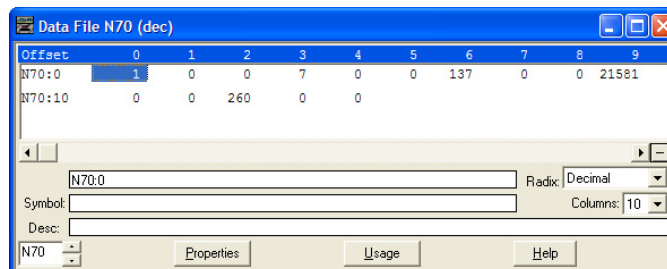 Data File N70 (dec)
Offset 0 1 2 3 4 5 6 7 8 9
N70:0 1 0 0 7 0 0 137 0 0 21581
N70:10 0 0 260 0 0
N70:0 Radix: Decimal
Symbol: Columns: 10
Desc:
N70 Properties Usage Help